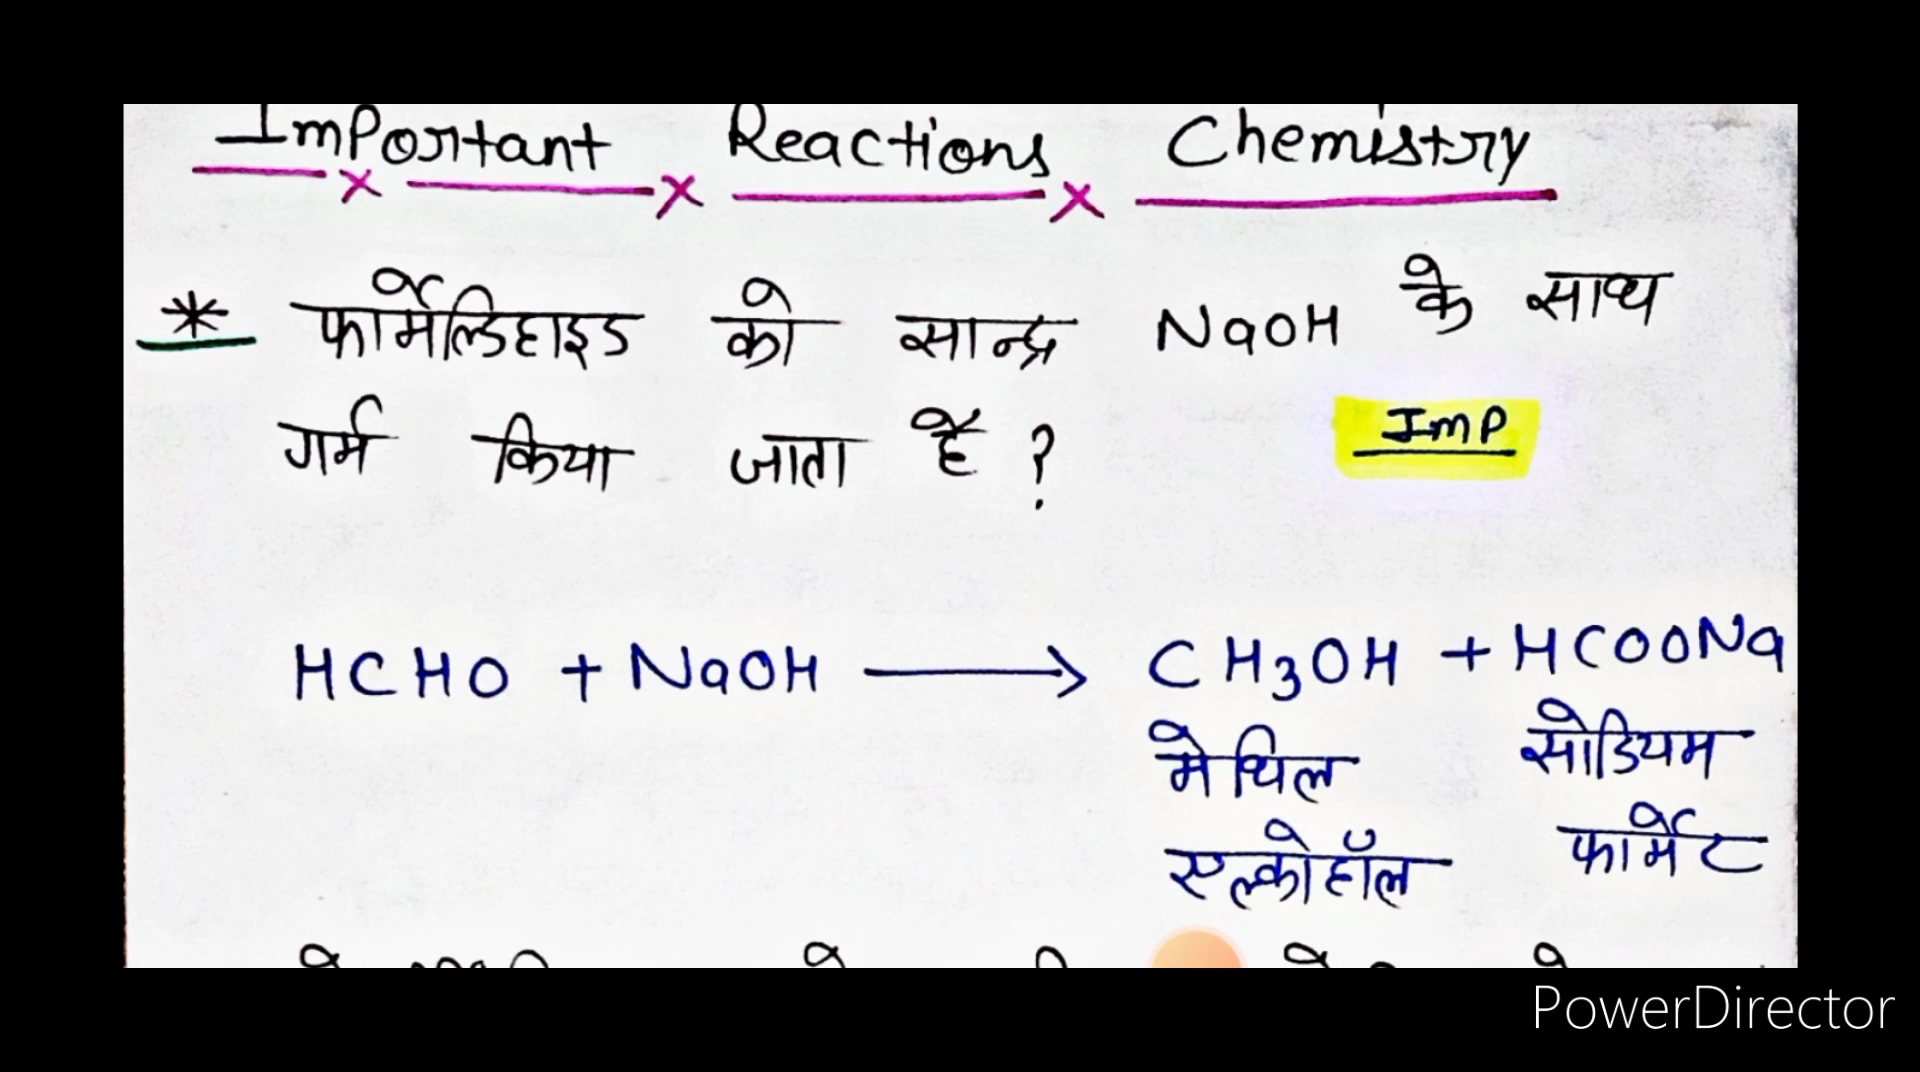 Important Reactions Chemistry
* फार्मेल्डिहाइड को सान्द्र NaOH के साथ
गर्म किया जाता है ?
Imp
HCHO + NaOH ⟶ CH3OH + HCOONa
मेथिल सोडियम
एल्कोहॉल फार्मेट
PowerDirector